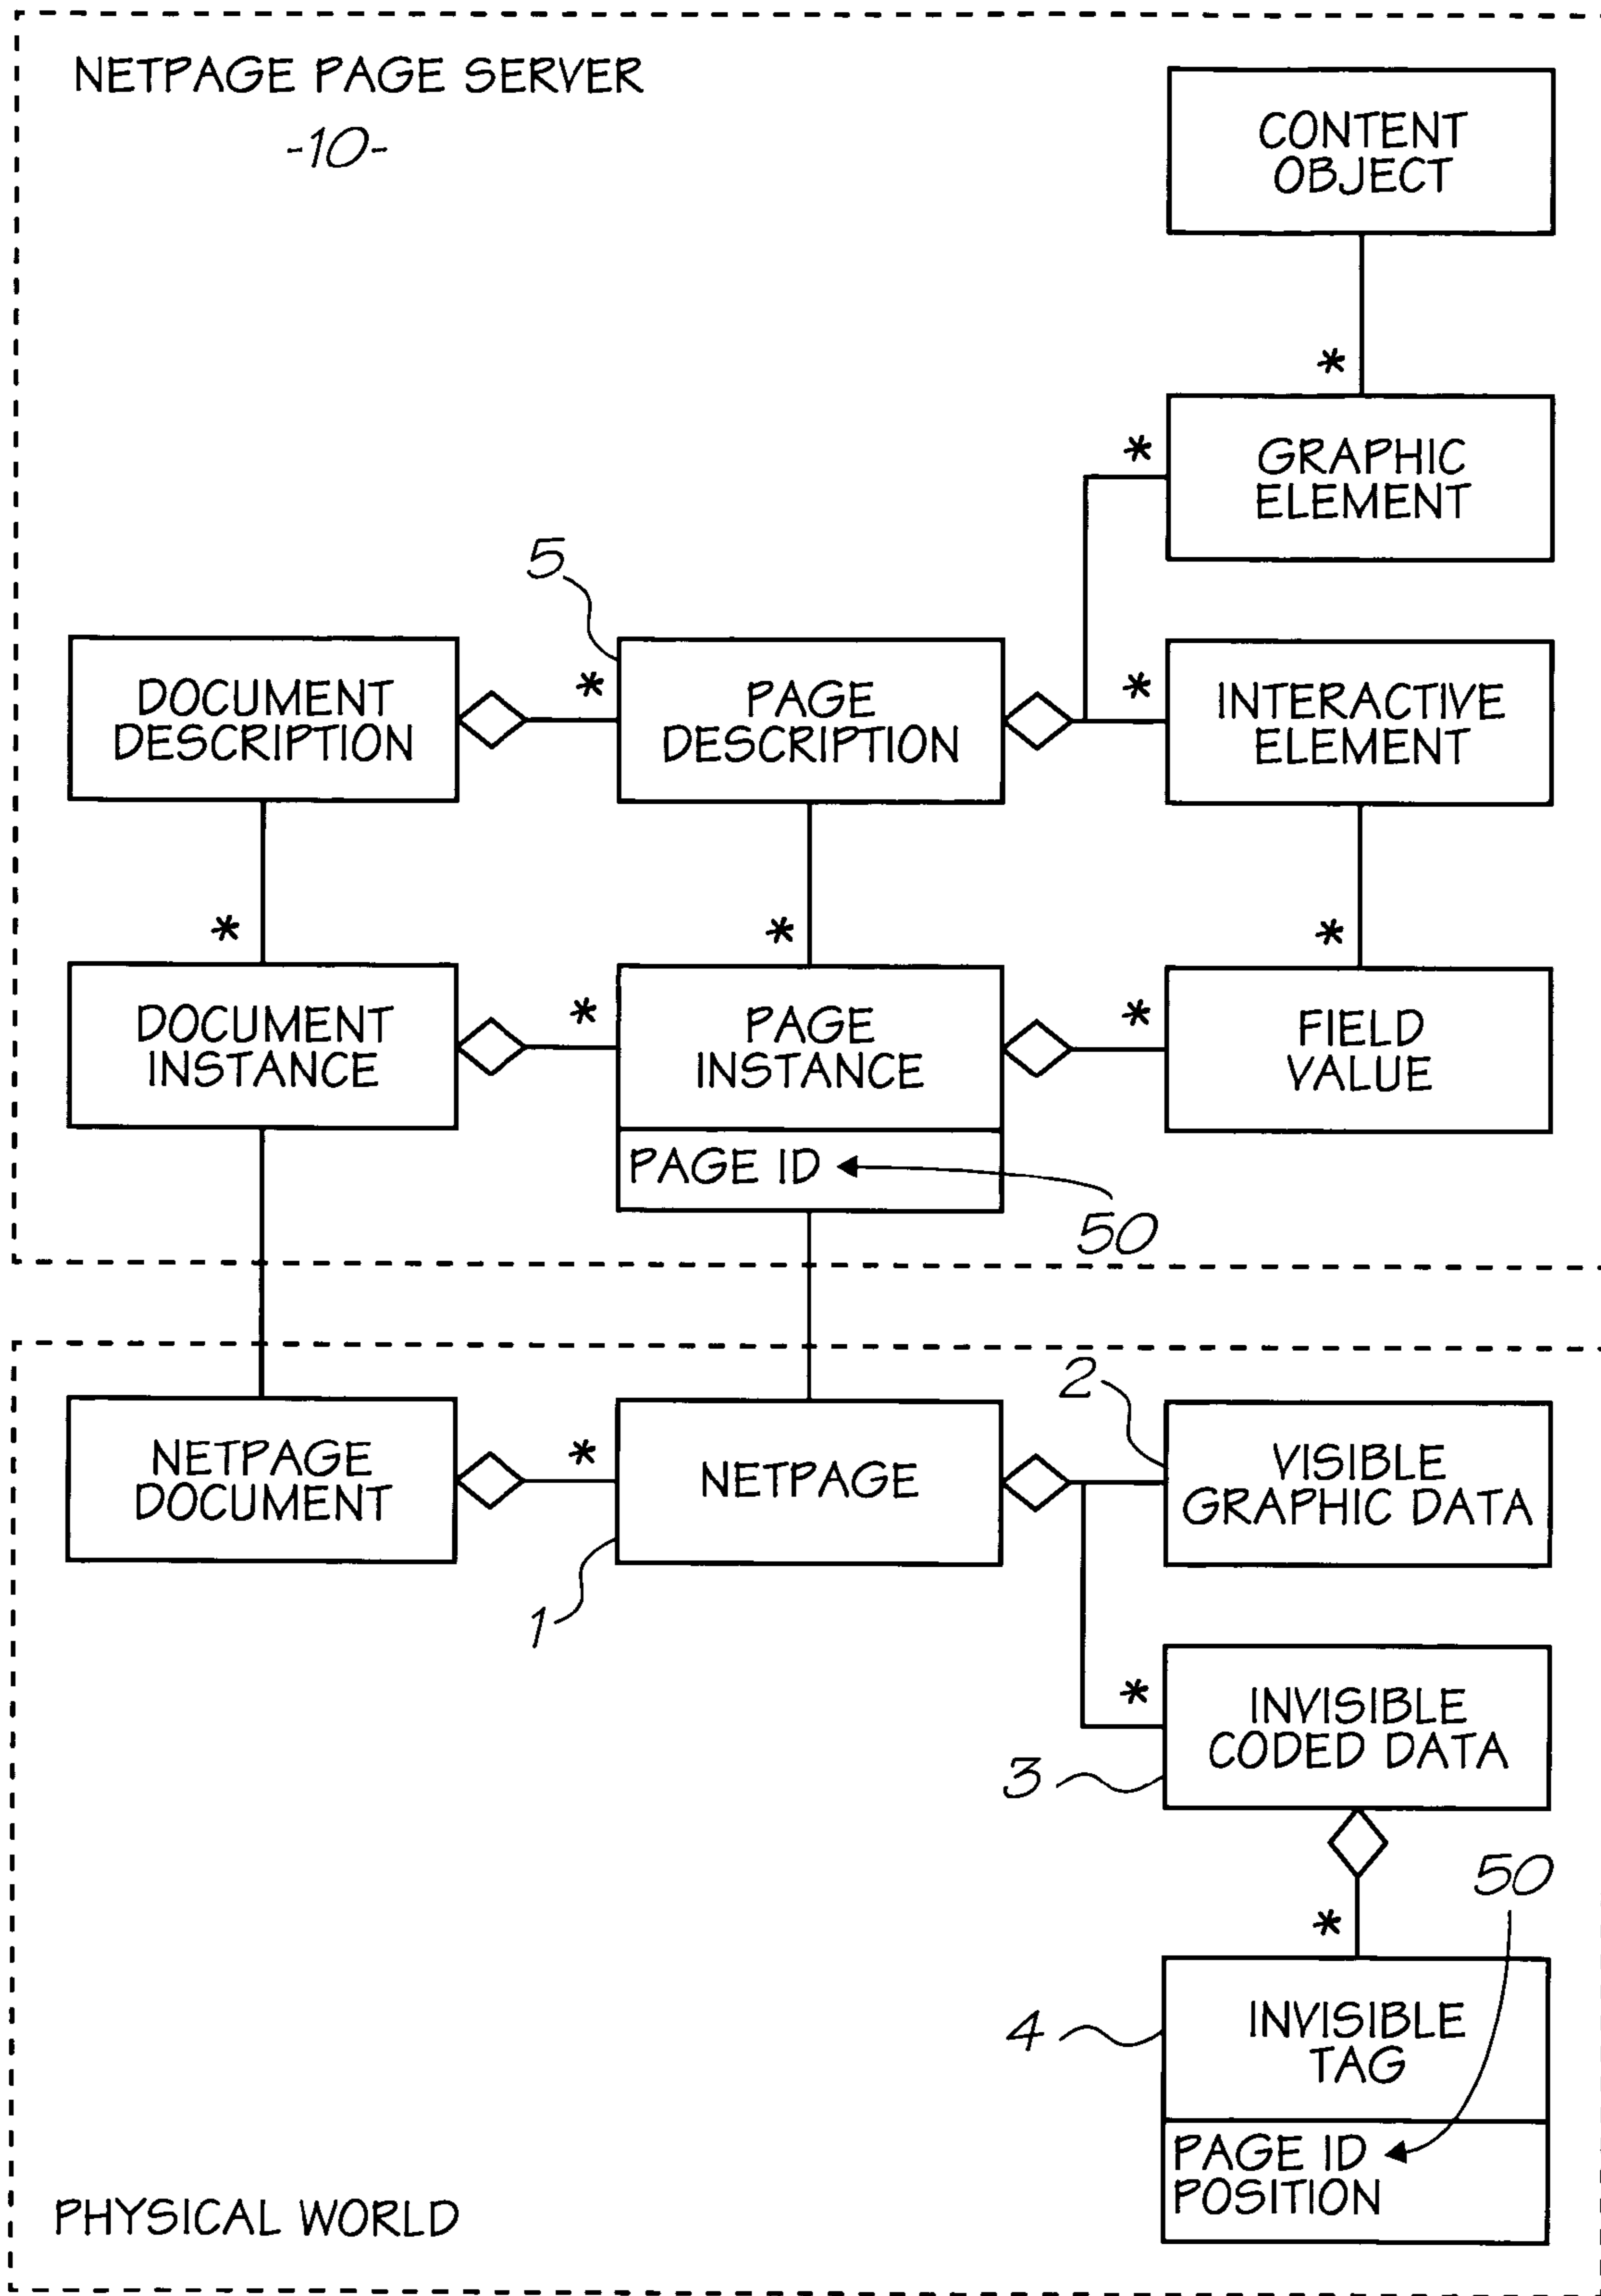 NETPAGE PAGE SERVER
-10-
CONTENT
OBJECT
*
*
GRAPHIC
ELEMENT
5
DOCUMENT
DESCRIPTION
*
PAGE
DESCRIPTION
*
INTERACTIVE
ELEMENT
*
*
*
DOCUMENT
INSTANCE
*
PAGE
INSTANCE
*
FIELD
VALUE
PAGE ID
50
2
NETPAGE
DOCUMENT
*
NETPAGE
VISIBLE
GRAPHIC DATA
1
*
INVISIBLE
CODED DATA
3
50
*
4
INVISIBLE
TAG
PAGE ID
POSITION
PHYSICAL WORLD